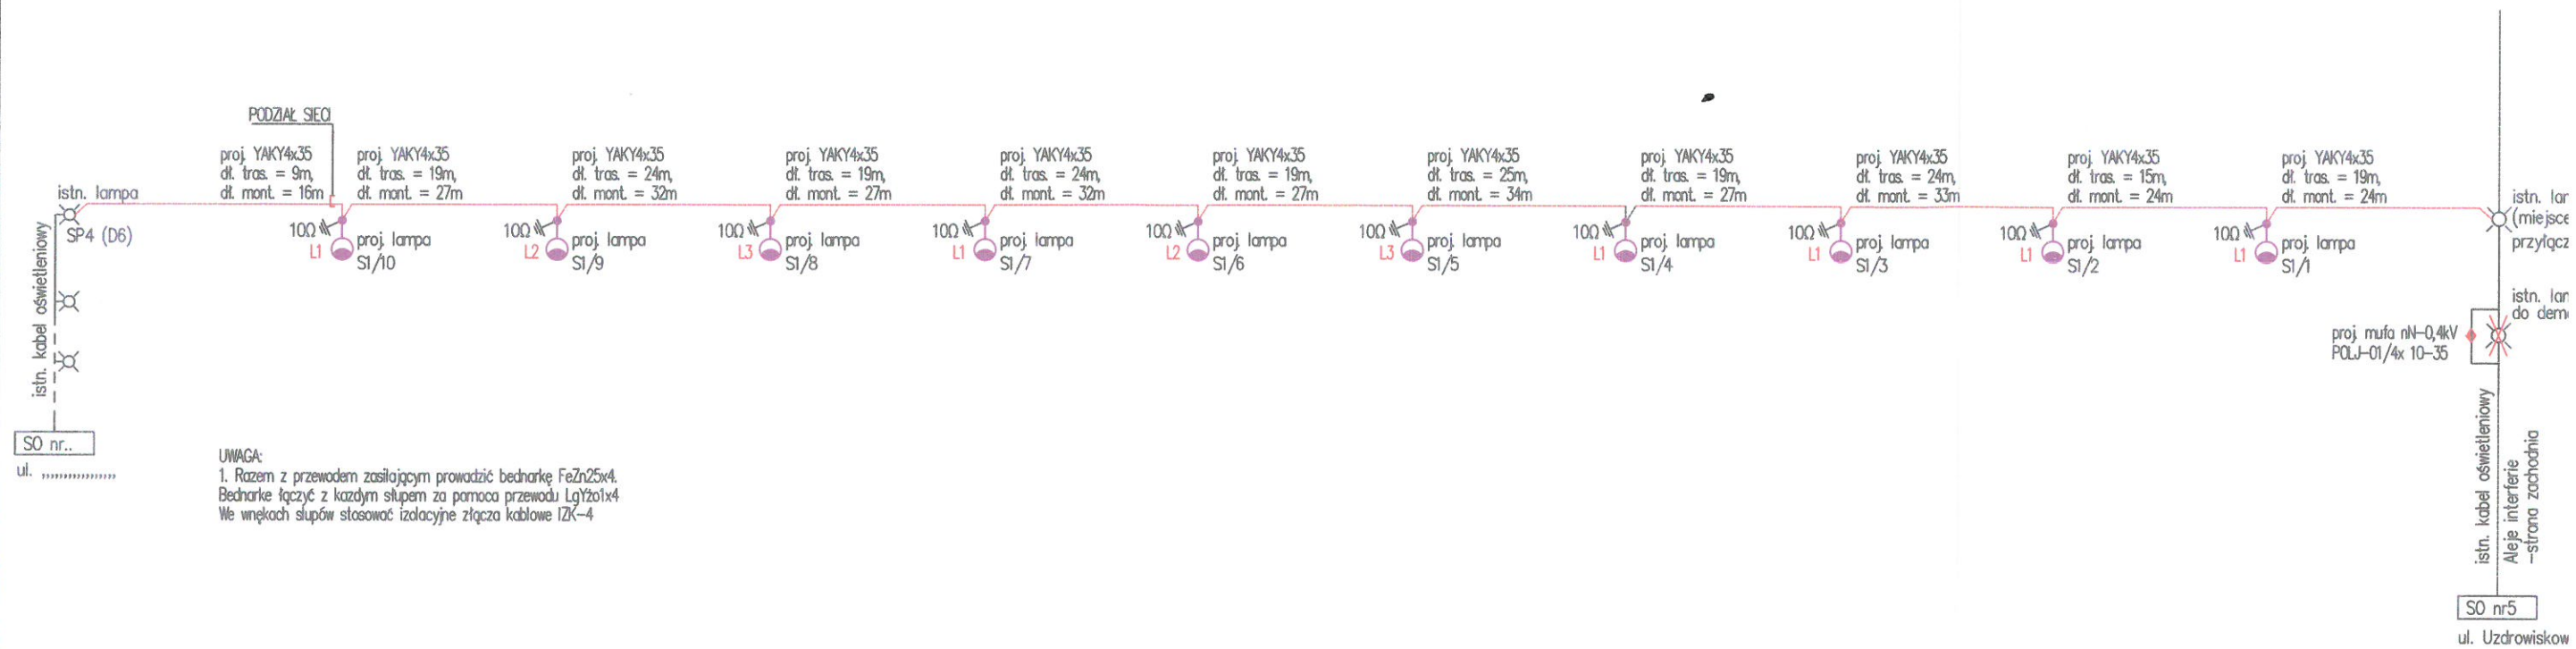 PODZIAŁ SIECI
proj. YAKY4x35
dł. tras. = 9m,
dł. mont. = 16m
proj. YAKY4x35
dł. tras. = 19m,
dł. mont. = 27m
proj. YAKY4x35
dł. tras. = 24m,
dł. mont. = 32m
proj. YAKY4x35
dł. tras. = 19m,
dł. mont. = 27m
proj. YAKY4x35
dł. tras. = 24m,
dł. mont. = 32m
proj. YAKY4x35
dł. tras. = 19m,
dł. mont. = 27m
proj. YAKY4x35
dł. tras. = 25m,
dł. mont. = 34m
proj. YAKY4x35
dł. tras. = 19m,
dł. mont. = 27m
proj. YAKY4x35
dł. tras. = 24m,
dł. mont. = 33m
proj. YAKY4x35
dł. tras. = 15m,
dł. mont. = 24m
proj. YAKY4x35
dł. tras. = 19m,
dł. mont. = 24m
istn. lampa
SP4 (D6)
istn. kabel oświetleniowy
SO nr..
ul. ,,,,,,,,,,,,,,,,,
10Ω
L1
proj. lampa
S1/10
10Ω
L2
proj. lampa
S1/9
10Ω
L3
proj. lampa
S1/8
10Ω
L1
proj. lampa
S1/7
10Ω
L2
proj. lampa
S1/6
10Ω
L3
proj. lampa
S1/5
10Ω
L1
proj. lampa
S1/4
10Ω
L1
proj. lampa
S1/3
10Ω
L1
proj. lampa
S1/2
10Ω
L1
proj. lampa
S1/1
istn. lar
(miejsce
przyłącz
istn. lar
do dem
proj. mufa nN-0,4kV
POLJ-01/4x 10-35
istn. kabel oświetleniowy
Aleje interferie
-strona zachodnia
SO nr5
ul. Uzdrowiskow
UWAGA:
1. Razem z przewodem zasilającym prowadzić bednarkę FeZn25x4.
Bednarke łączyć z kazdym słupem za pomoca przewodu LgYżo1x4
We wnękach slupów stosować izolacyjne złącza kablowe IZK-4